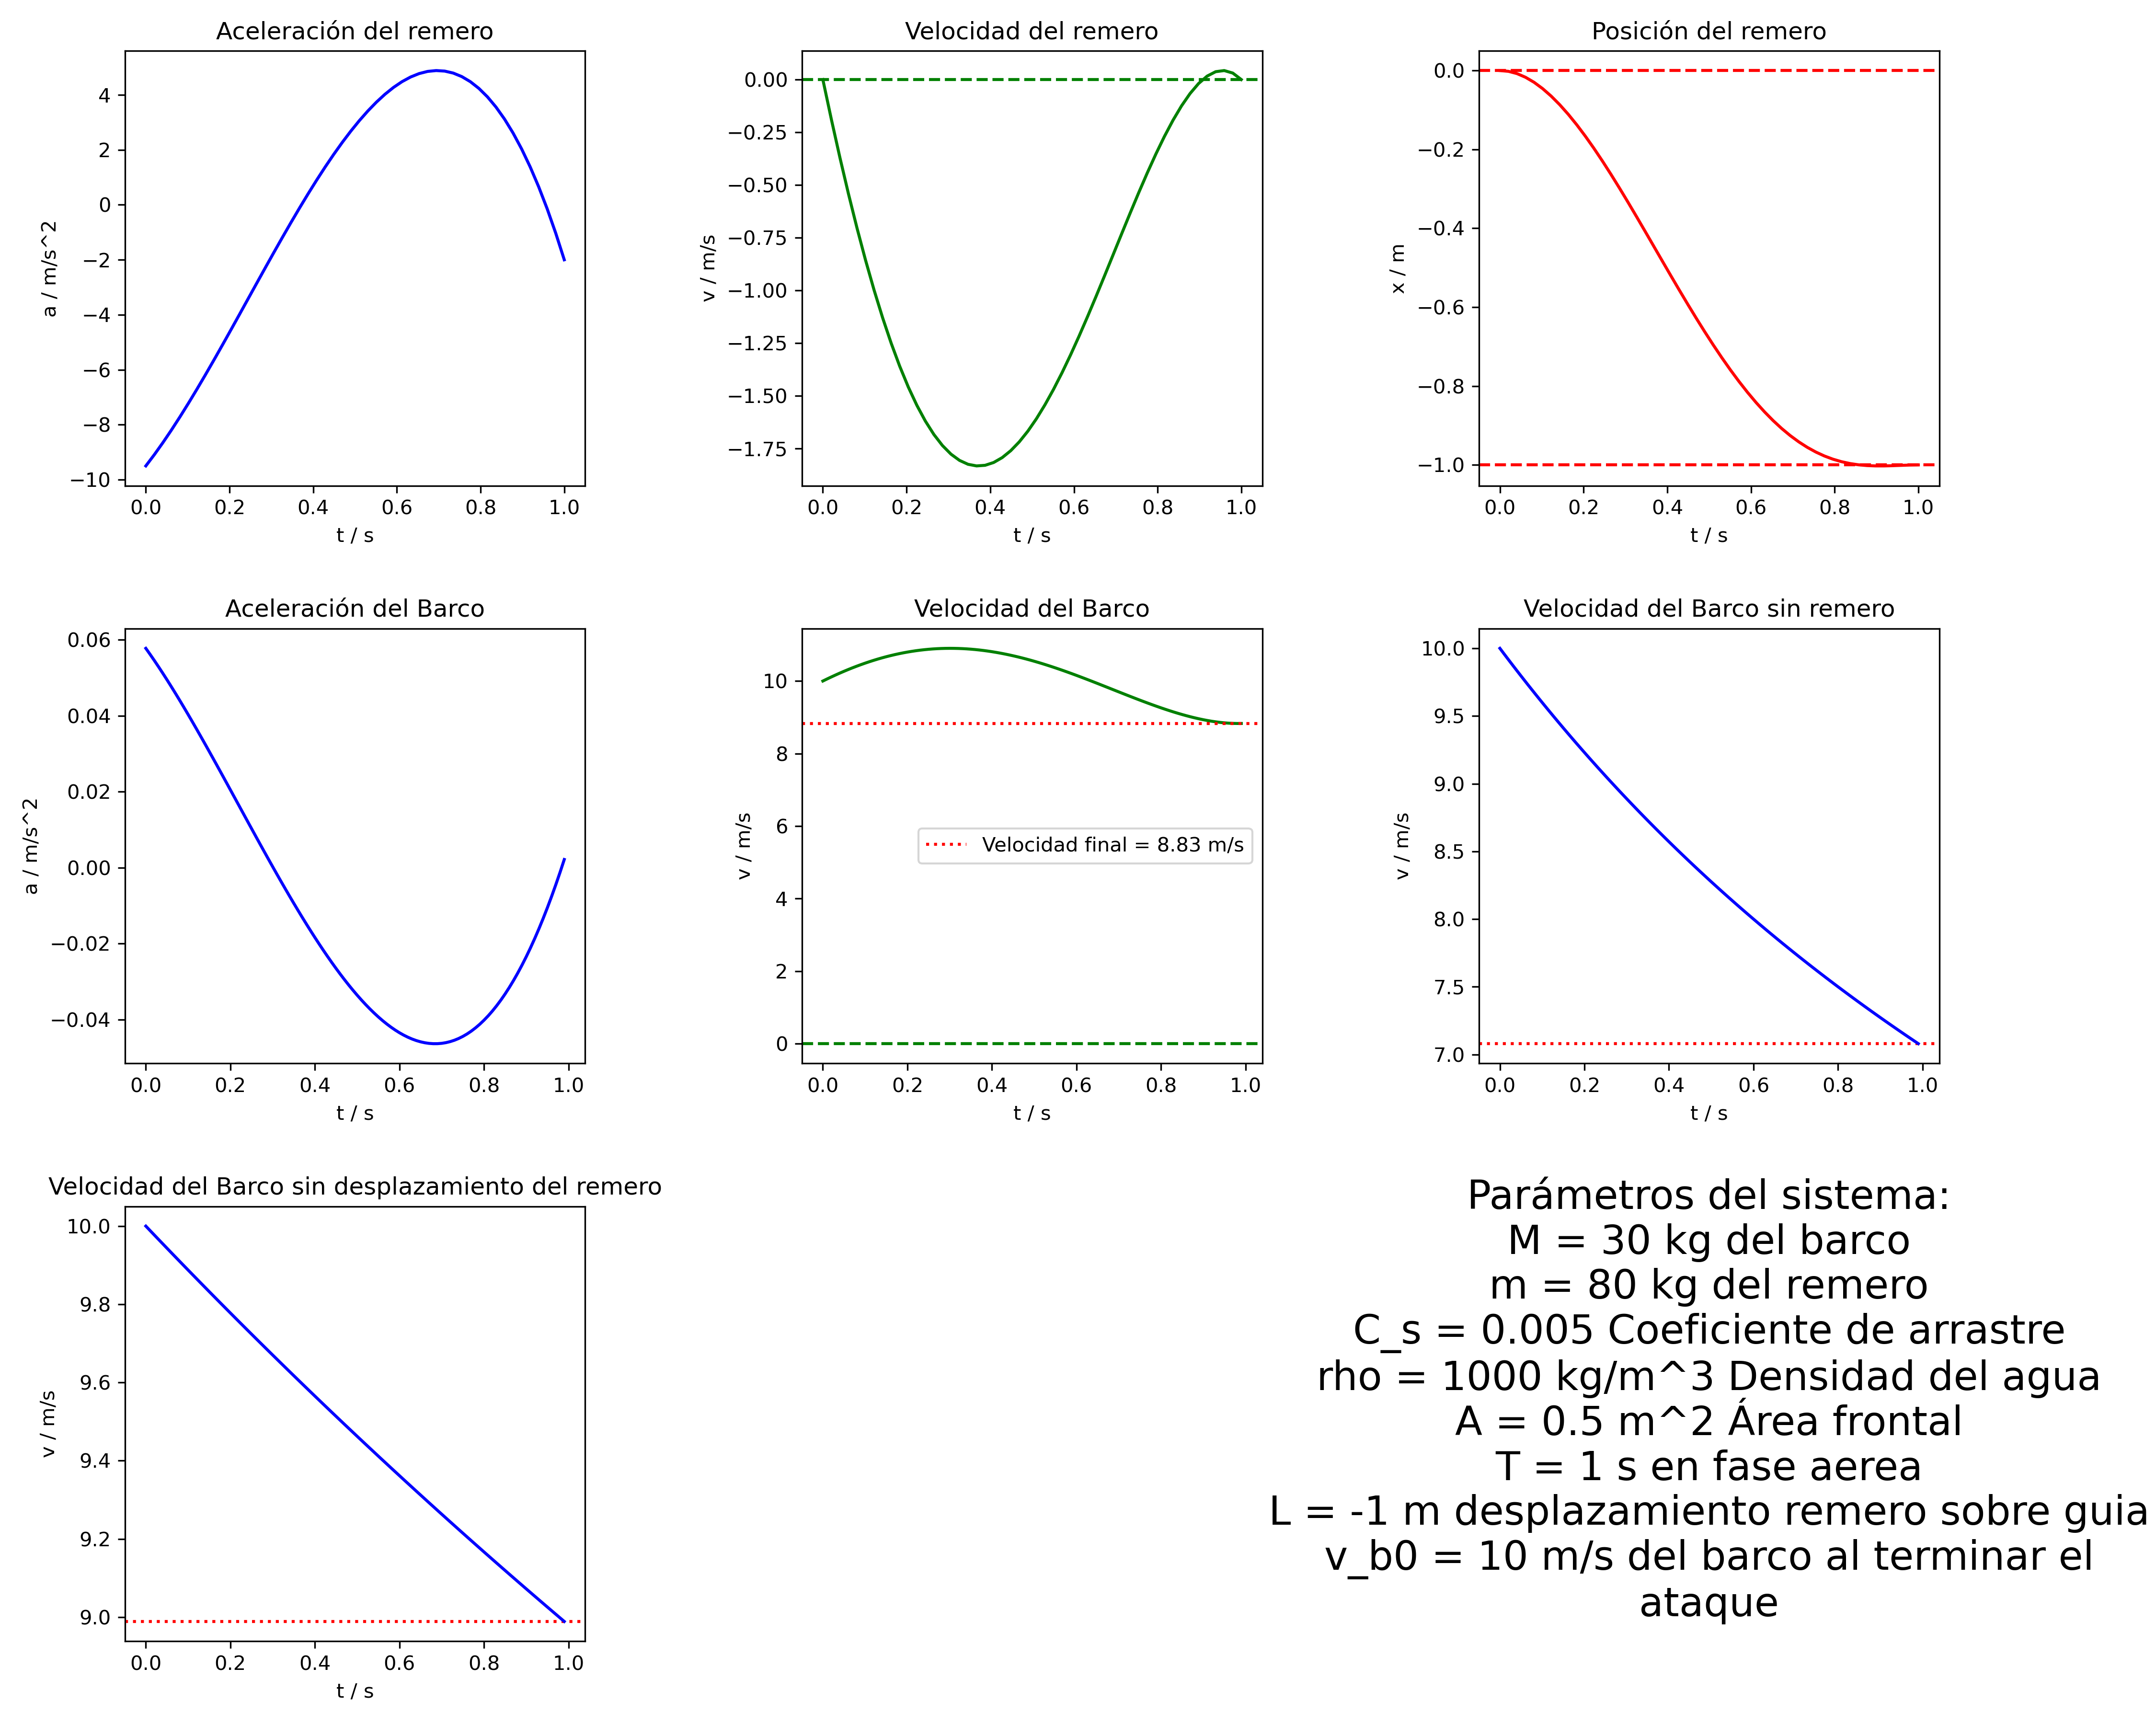 Aceleración del remero
a / m/s^2
4
2
0
−2
−4
−6
−8
−10
0.0 0.2 0.4 0.6 0.8 1.0
t / s
Velocidad del remero
v / m/s
0.00
−0.25
−0.50
−0.75
−1.00
−1.25
−1.50
−1.75
0.0 0.2 0.4 0.6 0.8 1.0
t / s
Posición del remero
x / m
0.0
−0.2
−0.4
−0.6
−0.8
−1.0
0.0 0.2 0.4 0.6 0.8 1.0
t / s
Aceleración del Barco
a / m/s^2
0.06
0.04
0.02
0.00
−0.02
−0.04
0.0 0.2 0.4 0.6 0.8 1.0
t / s
Velocidad del Barco
v / m/s
10
8
6
4
2
0
Velocidad final = 8.83 m/s
0.0 0.2 0.4 0.6 0.8 1.0
t / s
Velocidad del Barco sin remero
v / m/s
10.0
9.5
9.0
8.5
8.0
7.5
7.0
0.0 0.2 0.4 0.6 0.8 1.0
t / s
Velocidad del Barco sin desplazamiento del remero
v / m/s
10.0
9.8
9.6
9.4
9.2
9.0
0.0 0.2 0.4 0.6 0.8 1.0
t / s
Parámetros del sistema:
M = 30 kg del barco
m = 80 kg del remero
C_s = 0.005 Coeficiente de arrastre
rho = 1000 kg/m^3 Densidad del agua
A = 0.5 m^2 Área frontal
T = 1 s en fase aerea
L = -1 m desplazamiento remero sobre guia
v_b0 = 10 m/s del barco al terminar el
ataque